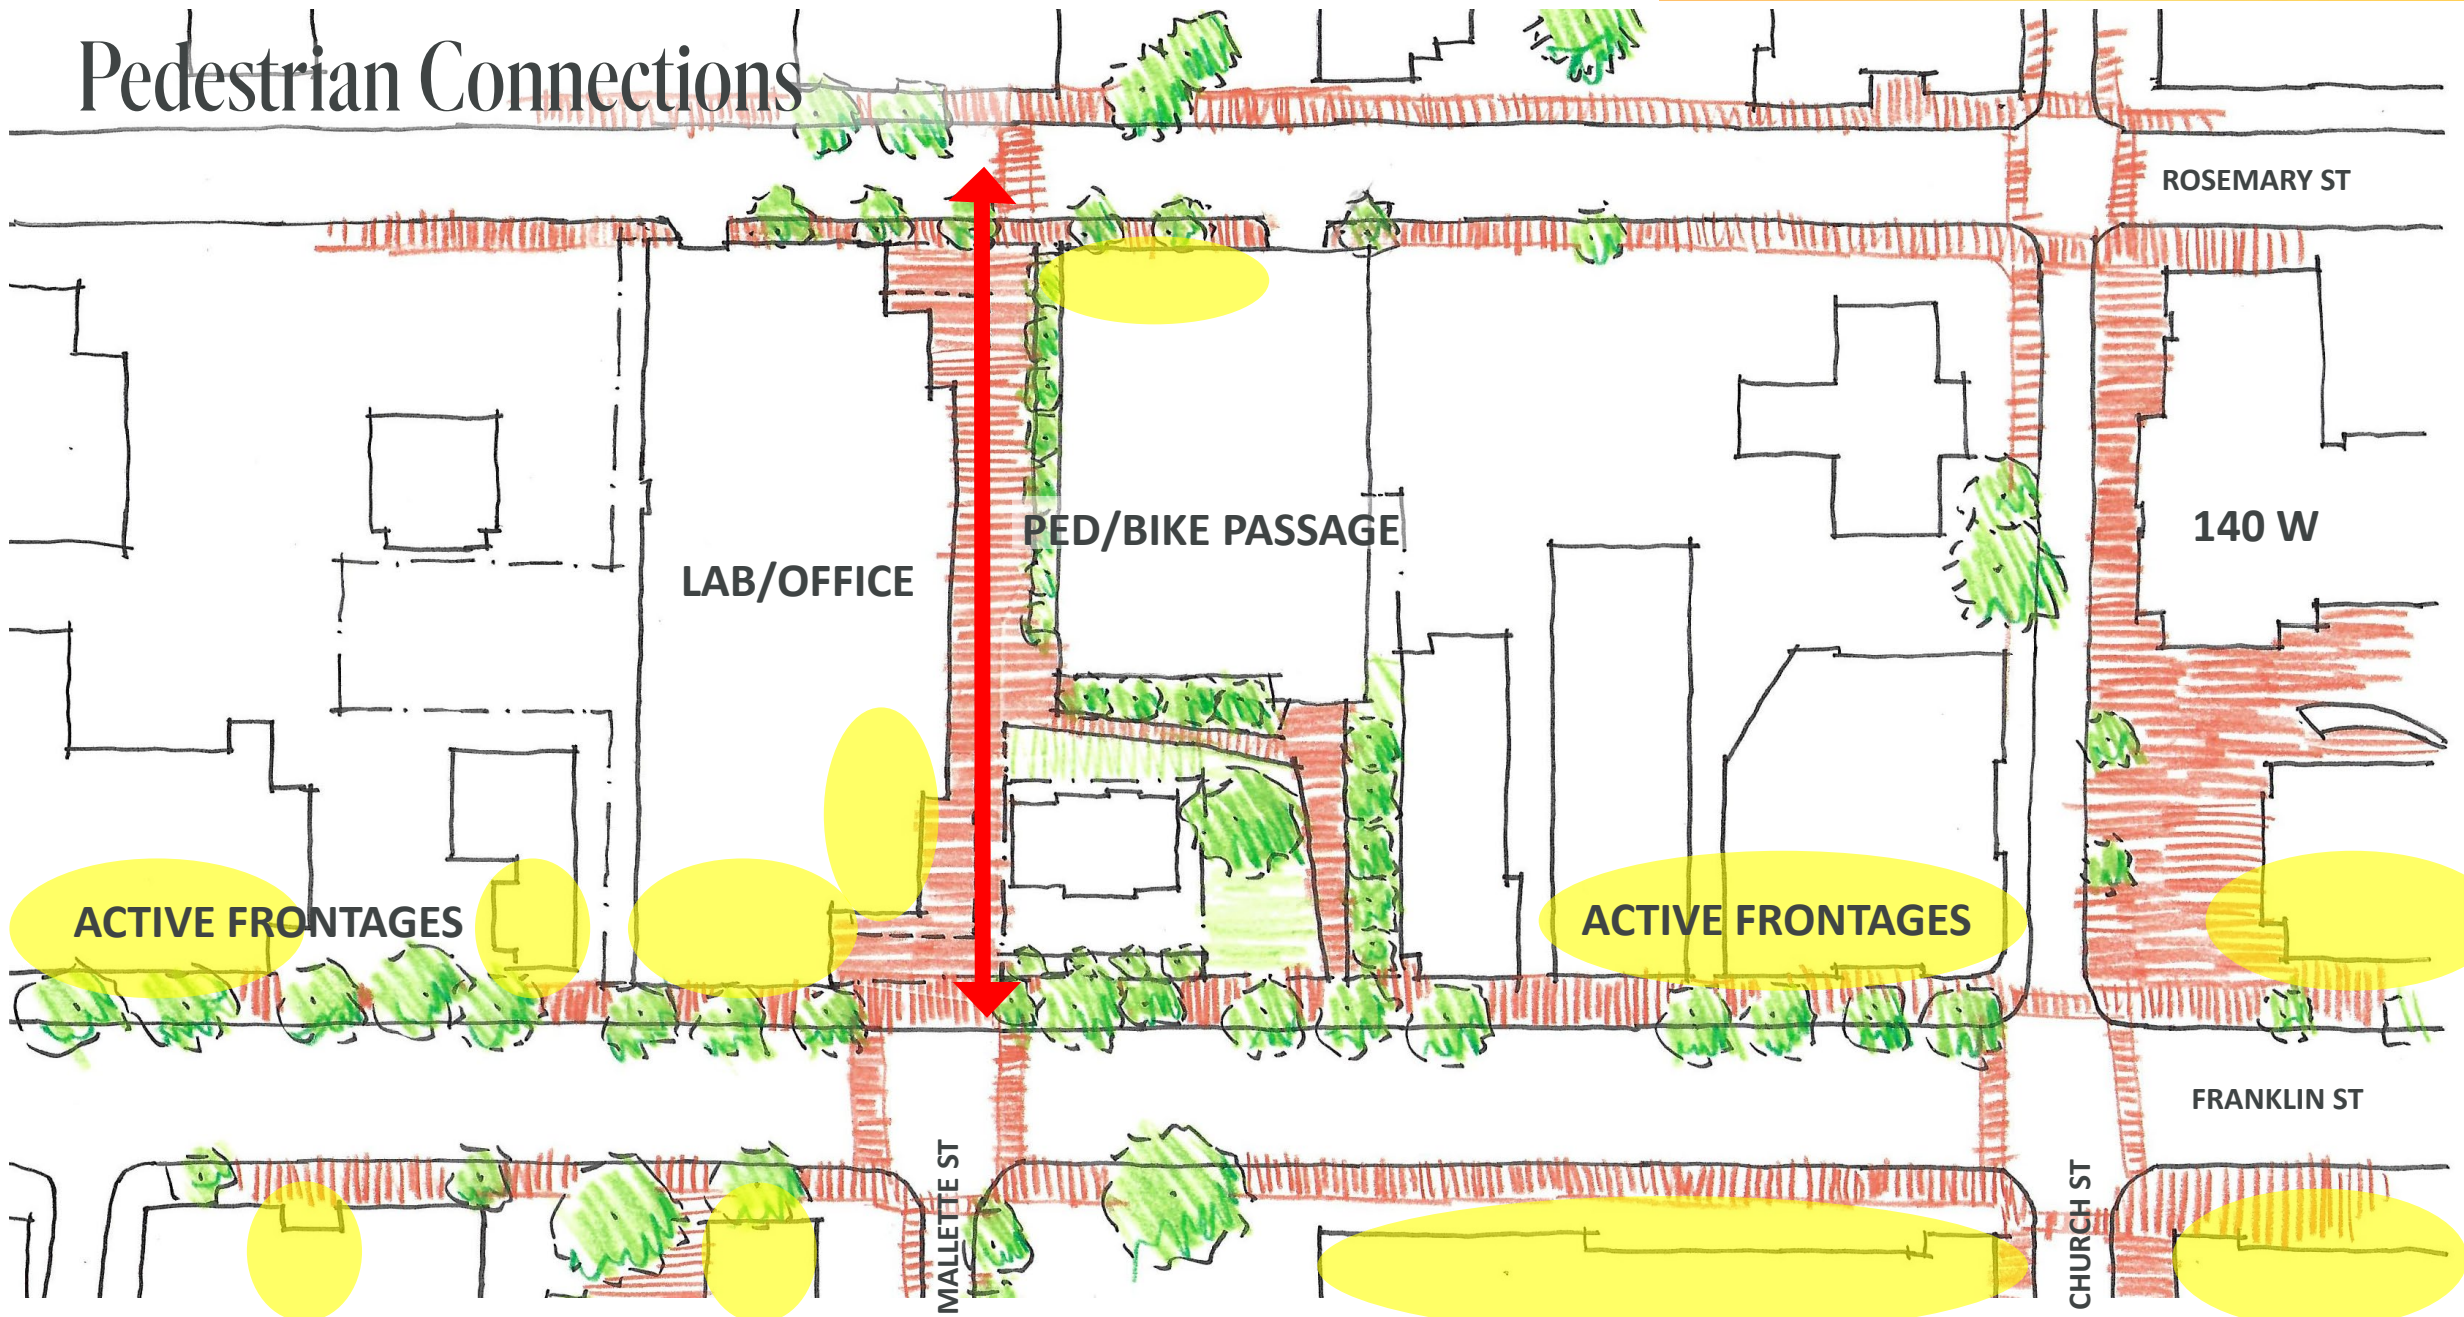 Pedestrian Connections
ROSEMARY ST
PED/BIKE PASSAGE
140 W
LAB/OFFICE
ACTIVE FRONTAGES
ACTIVE FRONTAGES
FRANKLIN ST
MALLETTE ST
CHURCH ST